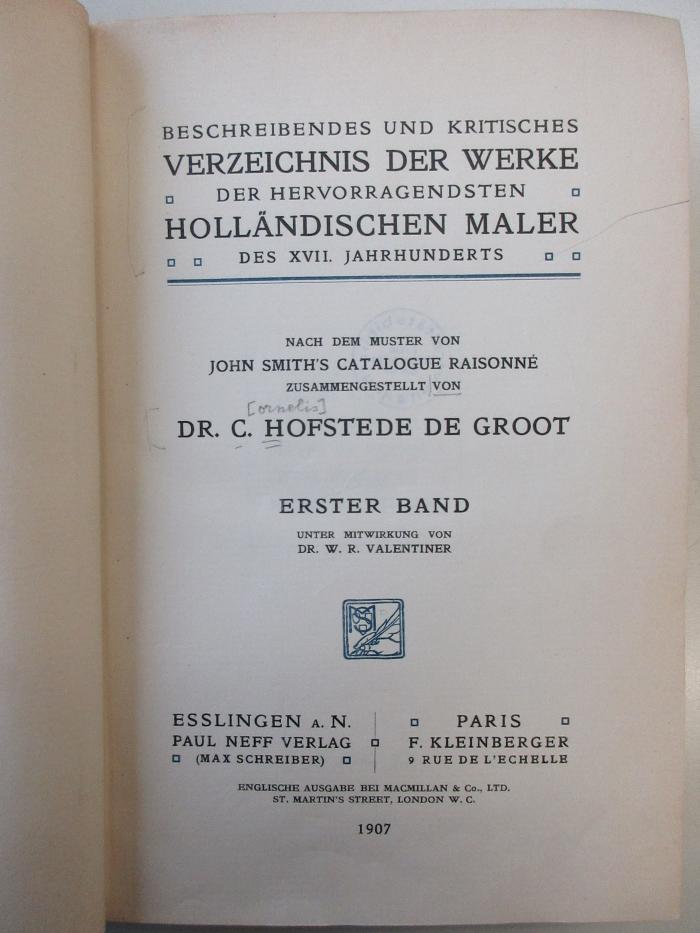 BESCHREIBENDES UND KRITISCHES
VERZEICHNIS DER WERKE
DER HERVORRAGENDSTEN
HOLLÄNDISCHEN MALER
DES XVII. JAHRHUNDERTS
NACH DEM MUSTER VON
JOHN SMITH'S CATALOGUE RAISONNÉ
ZUSAMMENGESTELLT VON
[ornelis]
DR. C. HOFSTEDE DE GROOT
ERSTER BAND
UNTER MITWIRKUNG VON
DR. W. R. VALENTINER
ESSLINGEN A. N.
PAUL NEFF VERLAG
(MAX SCHREIBER)
PARIS
F. KLEINBERGER
9 RUE DE L'ECHELLE
ENGLISCHE AUSGABE BEI MACMILLAN & Co., LTD.
ST. MARTIN'S STREET, LONDON W. C.
1907